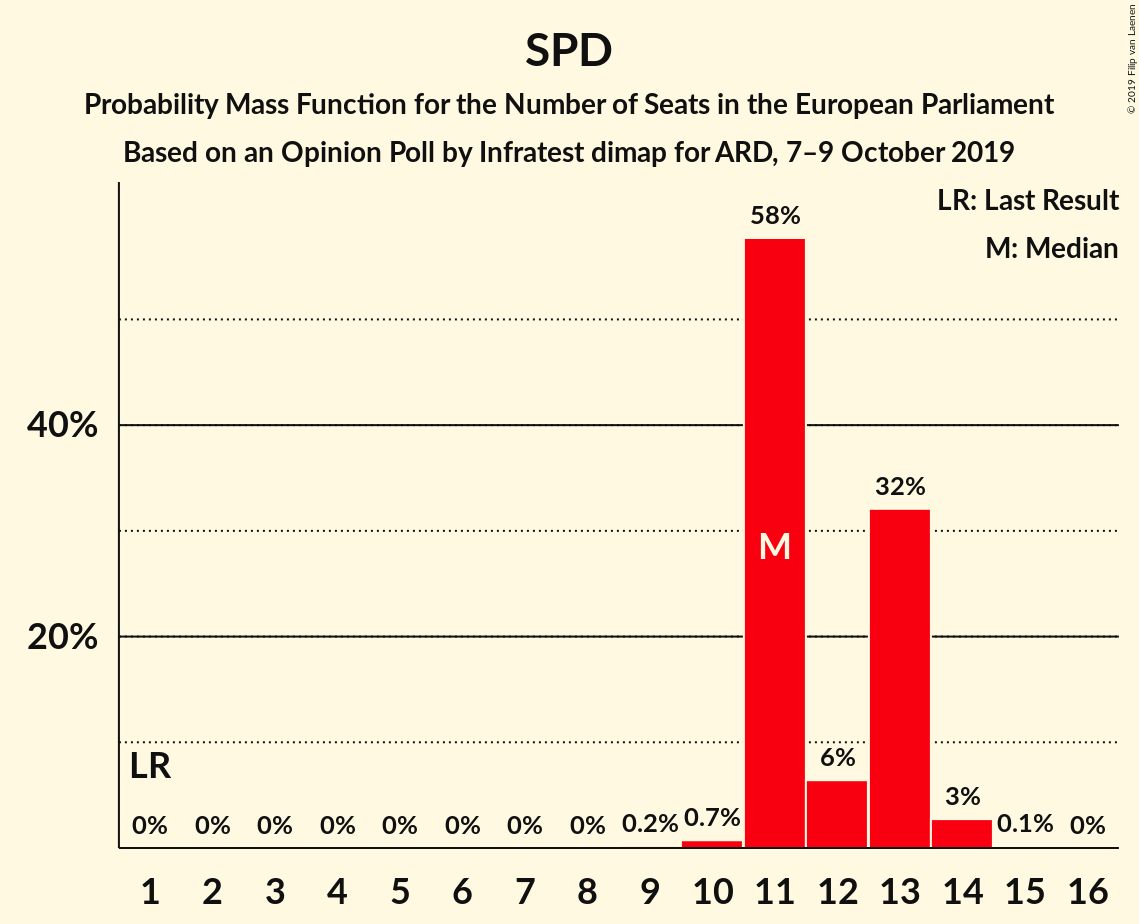 SPD
Probability Mass Function for the Number of Seats in the European Parliament
Based on an Opinion Poll by Infratest dimap for ARD, 7–9 October 2019
© 2019 Filip van Laenen
LR: Last Result
M: Median
58%
40%
32%
M
20%
LR
6%
3%
0% 0% 0% 0% 0% 0% 0% 0% 0.2% 0.7% 0.1% 0%
1 2 3 4 5 6 7 8 9 10 11 12 13 14 15 16